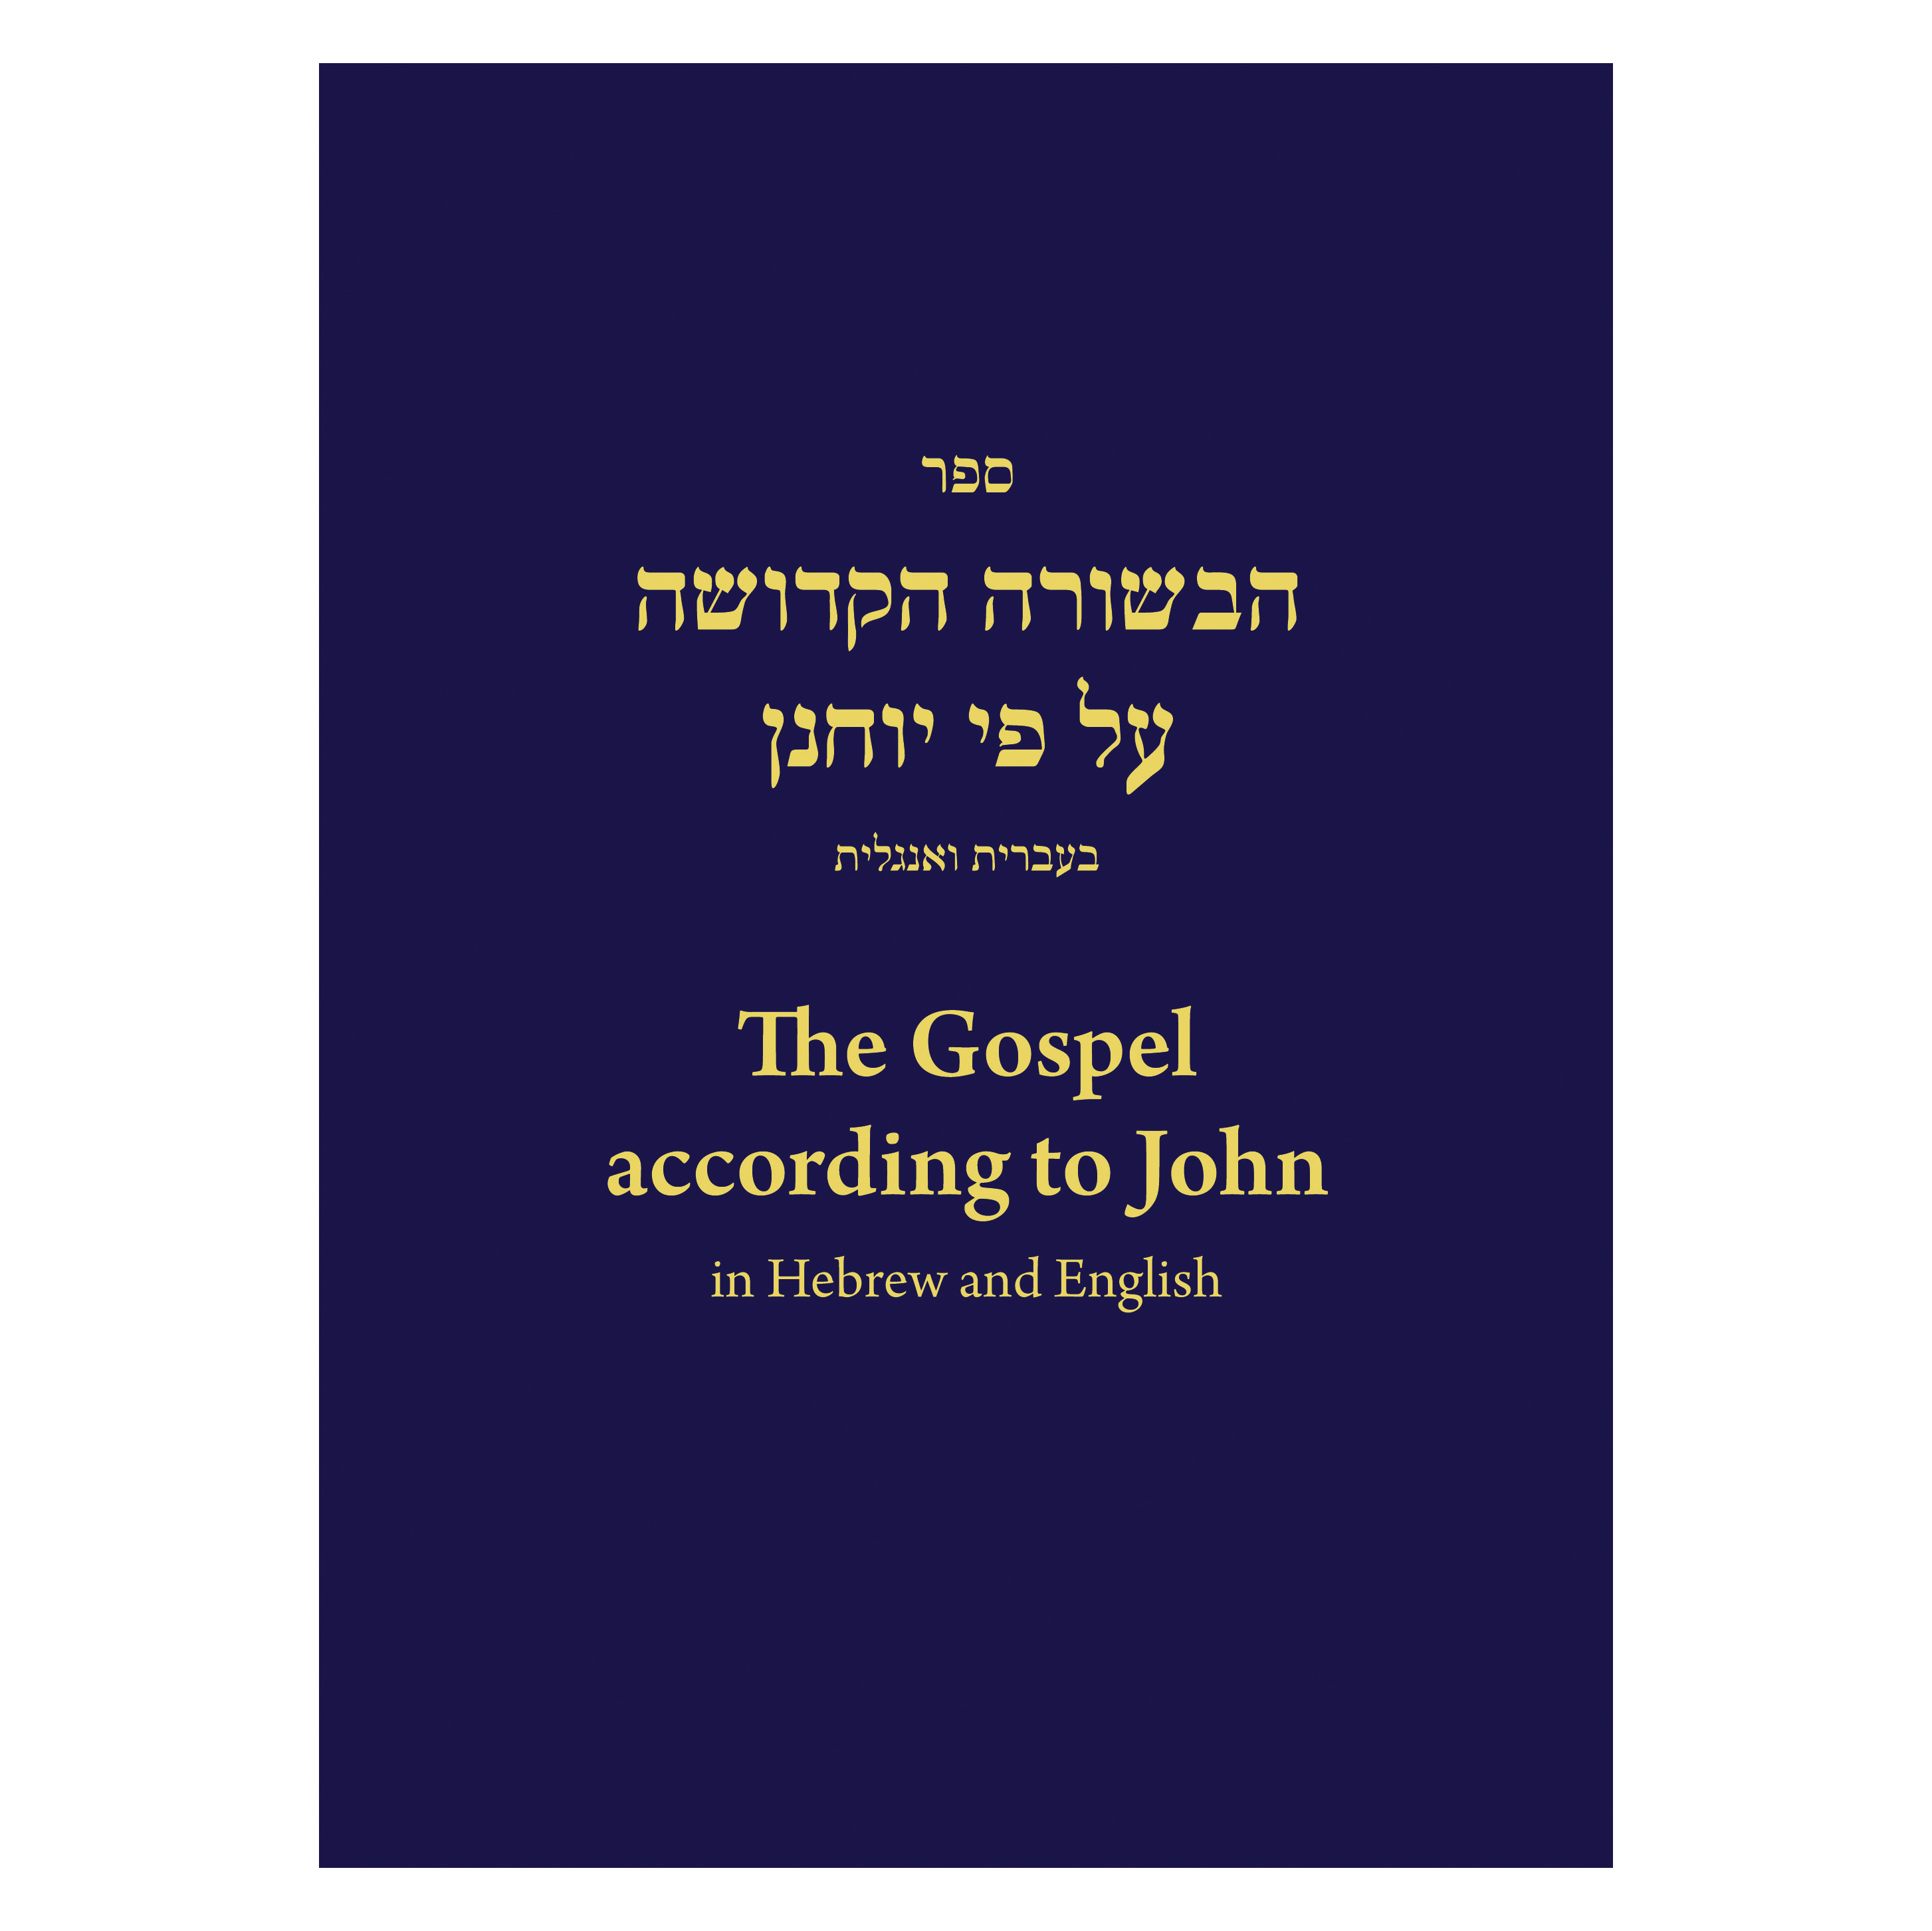 ספר
הבשורה הקדושה
על פי יוחנן
בעברית ואנגלית
The Gospel
according to John
in Hebrew and English